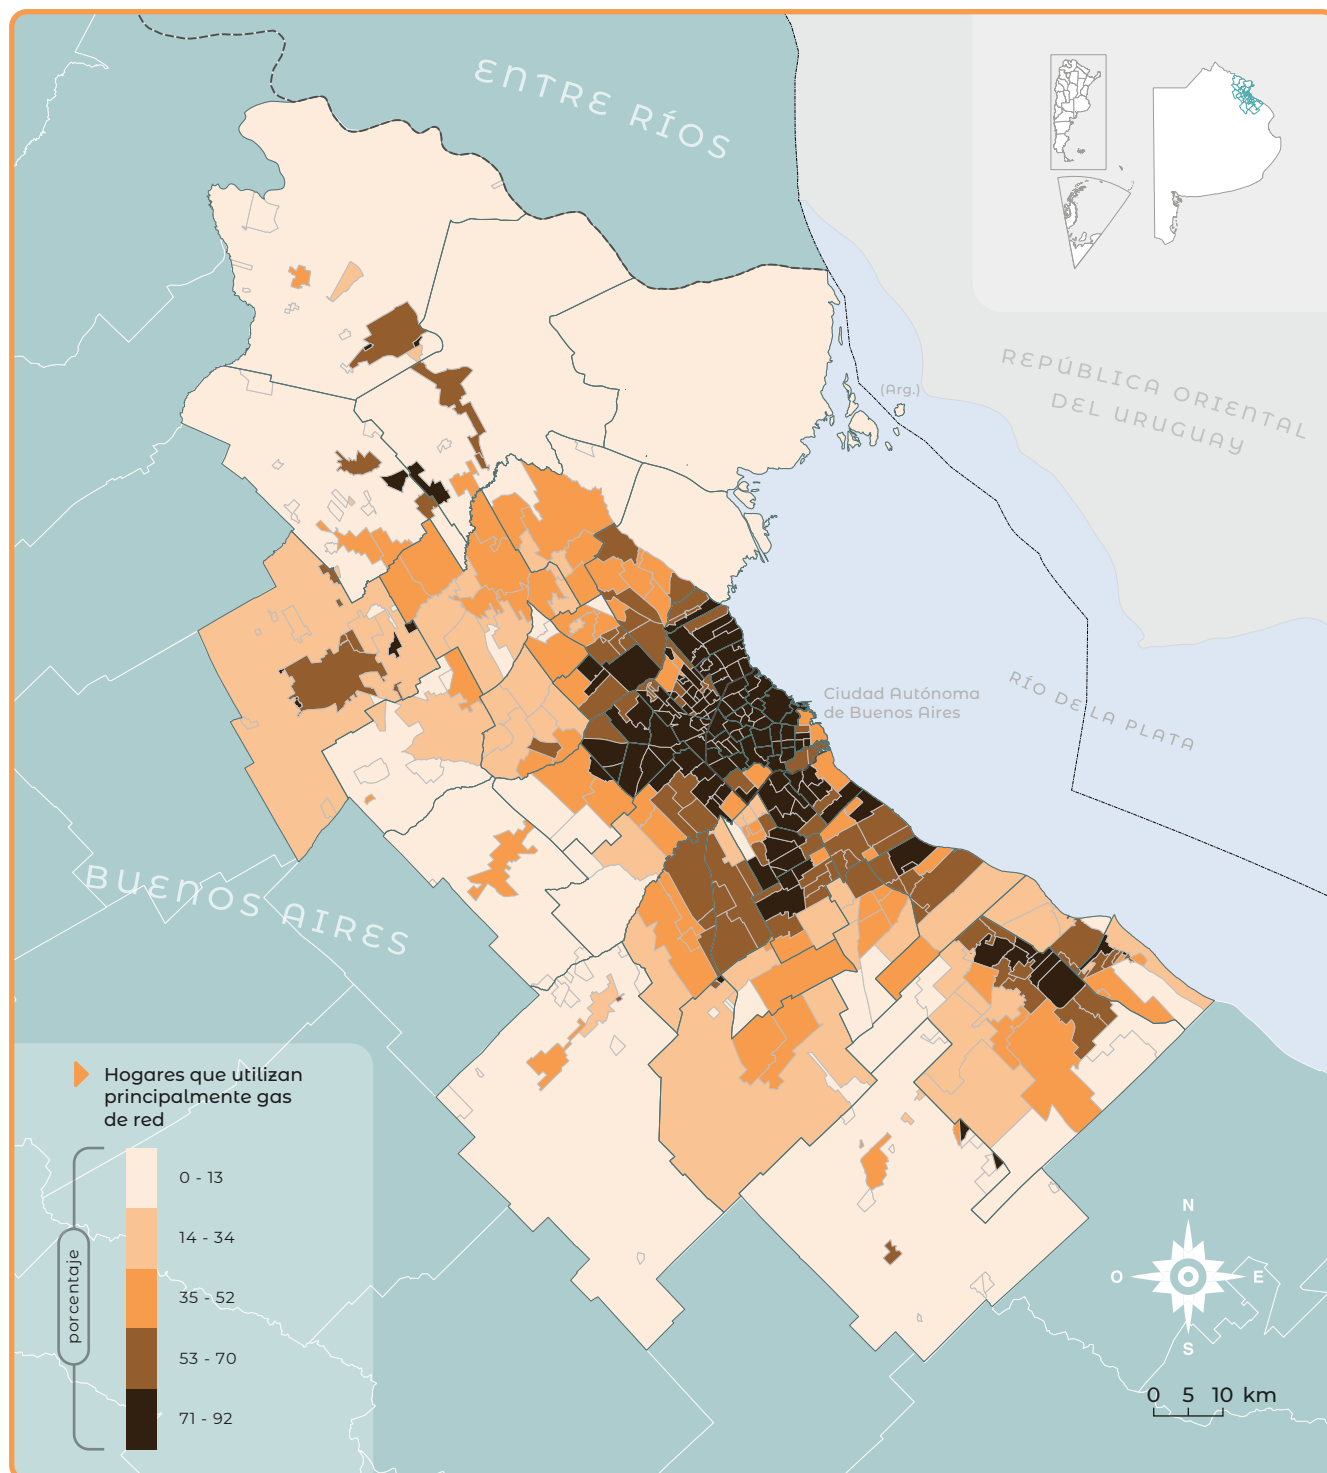 ENTRE RÍOS
(Arg.)
REPÚBLICA ORIENTAL
DEL URUGUAY
Ciudad Autónoma
de Buenos Aires
RÍO DE LA PLATA
BUENOS AIRES
Hogares que utilizan
principalmente gas
de red
porcentaje
0 - 13
14 - 34
35 - 52
53 - 70
71 - 92
N
O
E
S
0 5 10 km